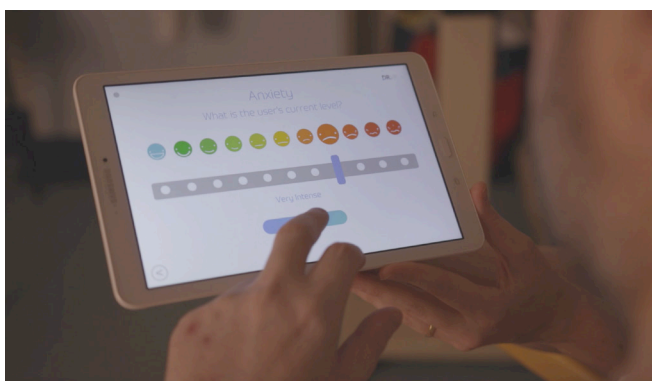 Anxiety
What is the user's current level?
Very Intense
<